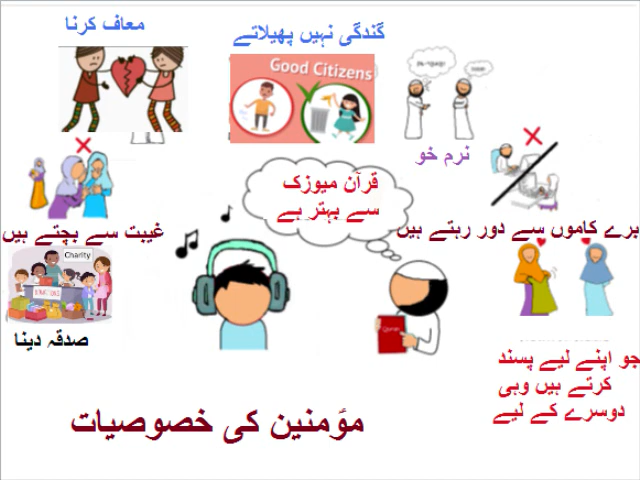 معاف کرنا
گندگی نہیں پھیلاتے
Good Citizens
نرم خو
قرآن میوزک
سے بہتر ہے
غیبت سے بچتے ہیں
برے کاموں سے دور رہتے ہیں
Charity
صدقہ دینا
Quran
جو اپنے لیے پسند
کرتے ہیں وہی
دوسرے کے لیے
مؤمنین کی خصوصیات